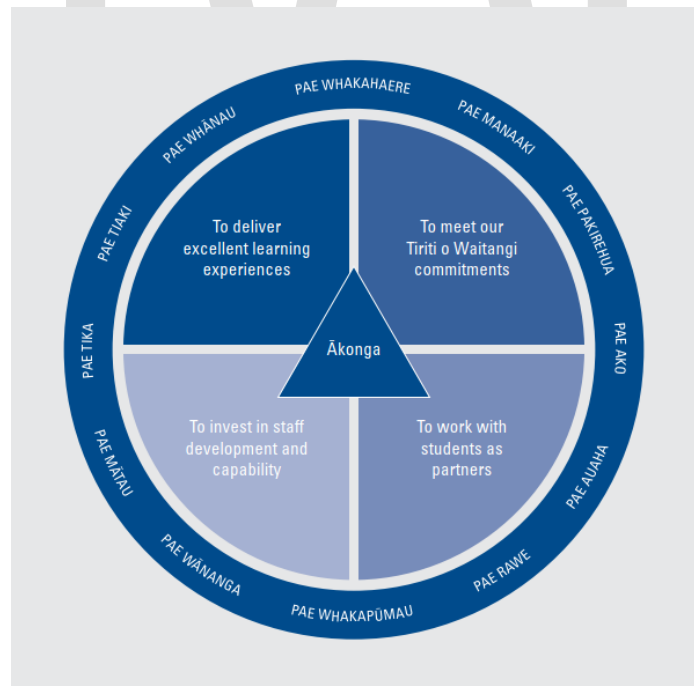 PAE WHAKAHAERE
PAE MANAAKI
PAE PAKIREHUA
PAE AKO
PAE AUAHA
PAE RAWE
PAE WHAKAPŪMAU
PAE WĀNANGA
PAE MĀTAU
PAE TIKA
PAE TIAKI
PAE WHĀNAU
To deliver
excellent learning
experiences
To meet our
Tiriti o Waitangi
commitments
Ākonga
To invest in staff
development and
capability
To work with
students as
partners